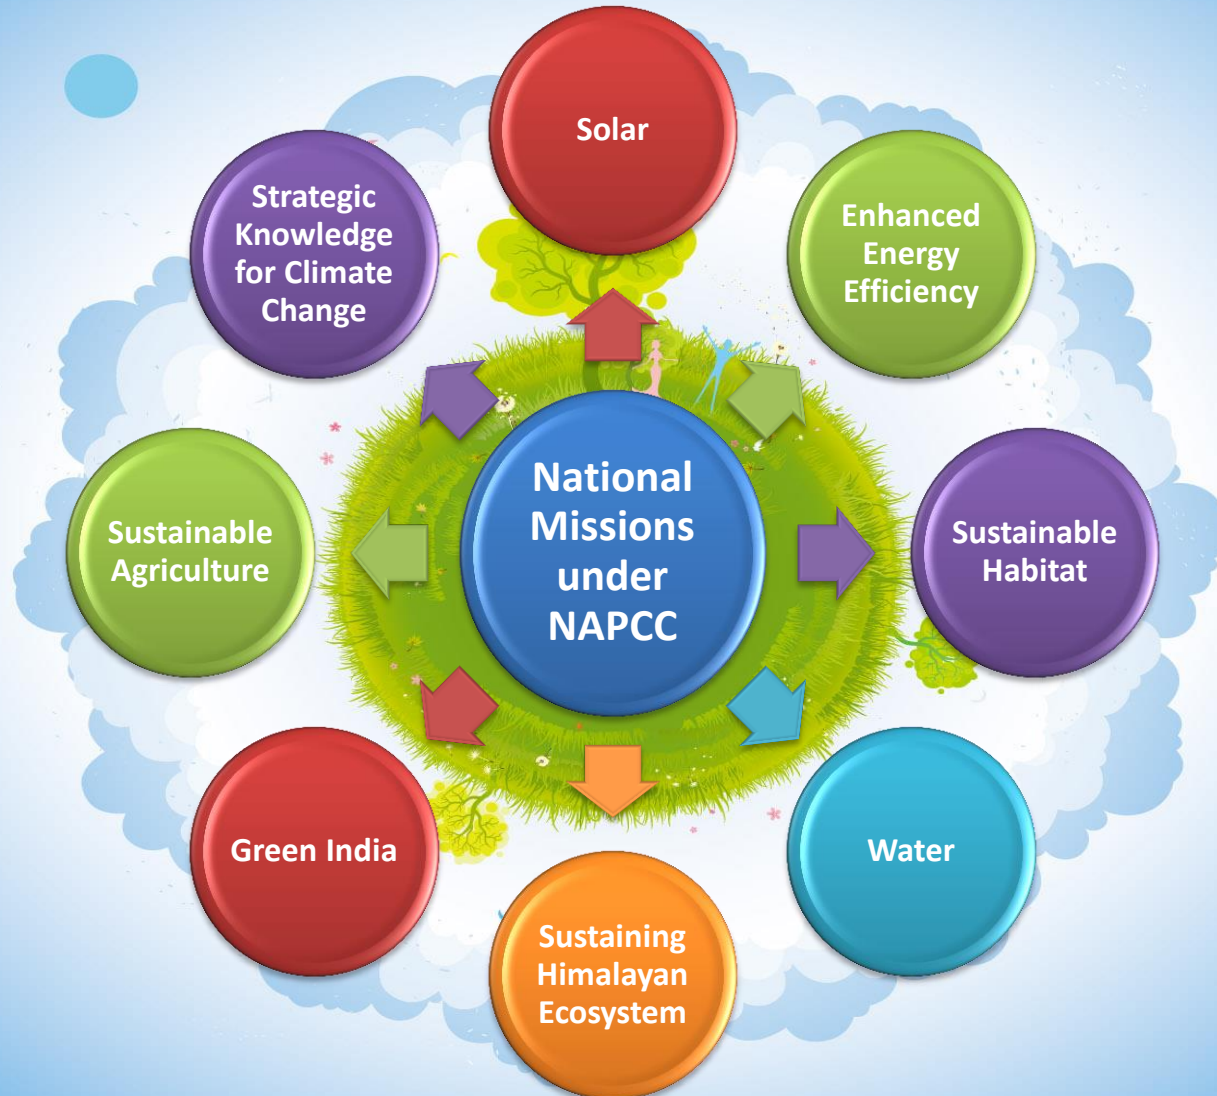 Solar
Enhanced
Energy
Efficiency
Sustainable
Habitat
Water
Sustaining
Himalayan
Ecosystem
Green India
Sustainable
Agriculture
Strategic
Knowledge
for Climate
Change
National
Missions
under
NAPCC